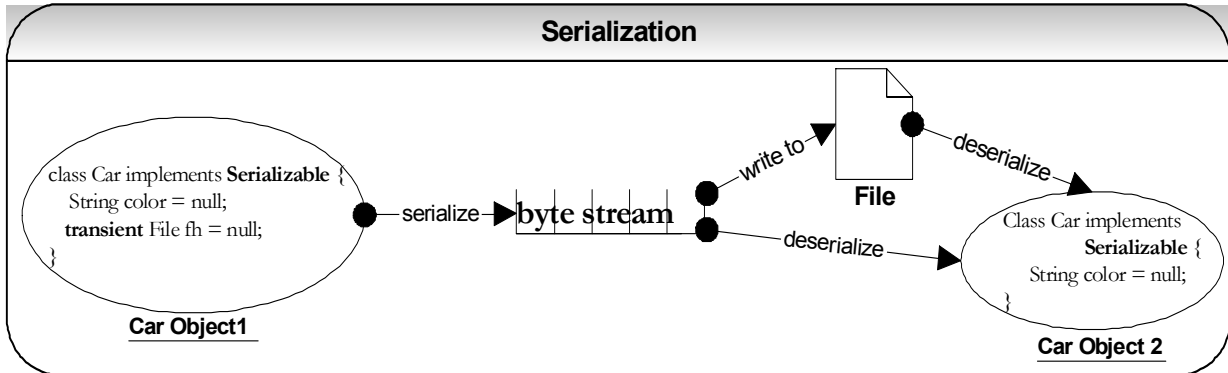 Serialization
class Car implements Serializable {
String color = null;
transient File fh = null;
}
Car Object1
serialize
byte stream
write to
File
deserialize
deserialize
Class Car implements
Serializable {
String color = null;
}
Car Object 2